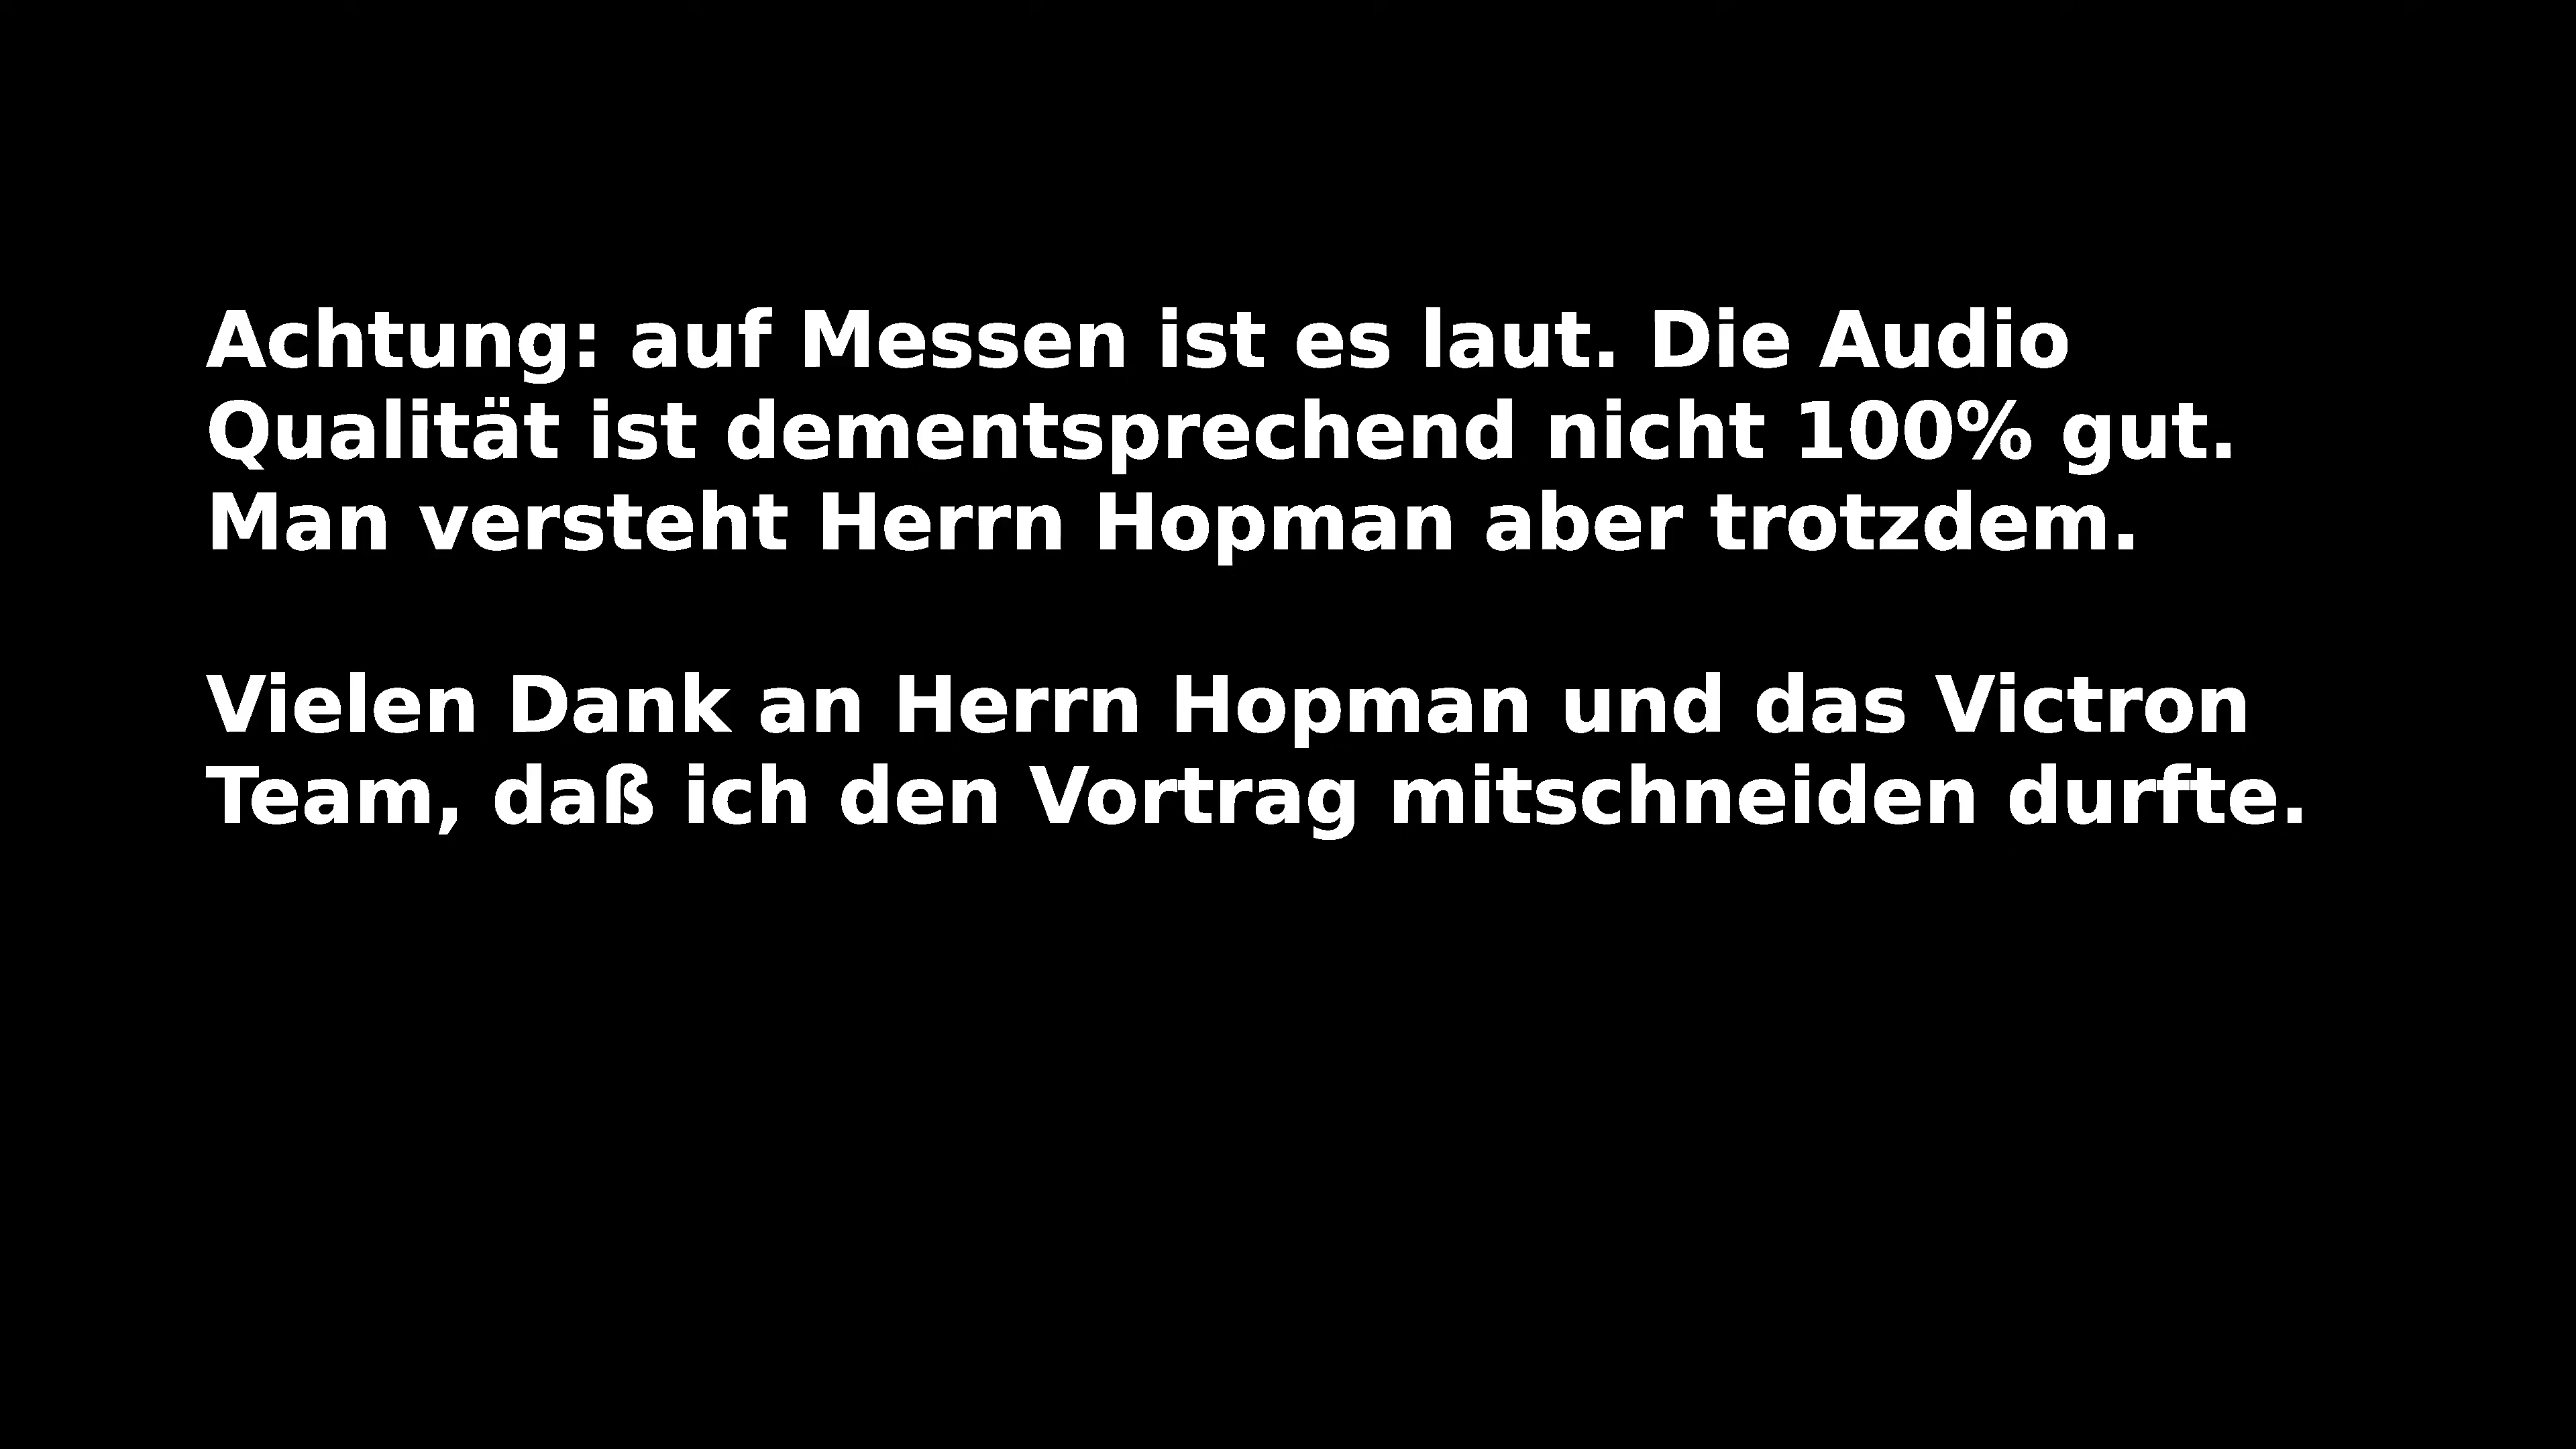 Achtung: auf Messen ist es laut. Die Audio
Qualität ist dementsprechend nicht 100% gut.
Man versteht Herrn Hopman aber trotzdem.
Vielen Dank an Herrn Hopman und das Victron
Team, daß ich den Vortrag mitschneiden durfte.